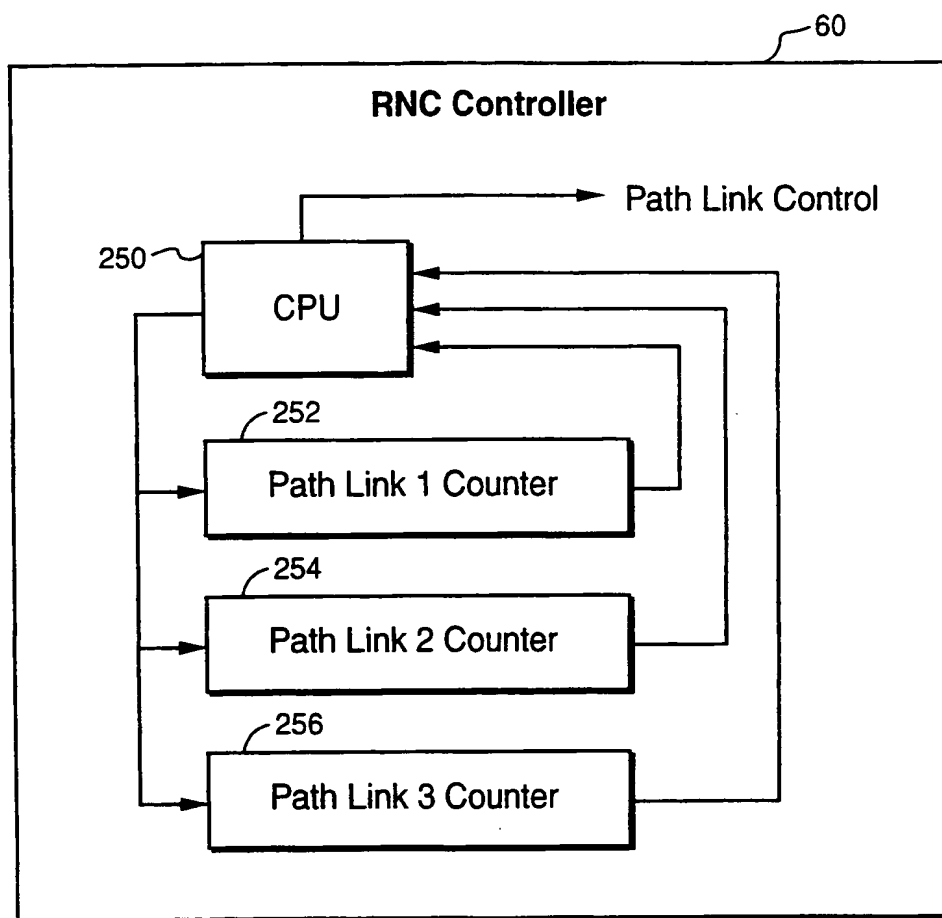 60
RNC Controller
Path Link Control
250
CPU
252
Path Link 1 Counter
254
Path Link 2 Counter
256
Path Link 3 Counter